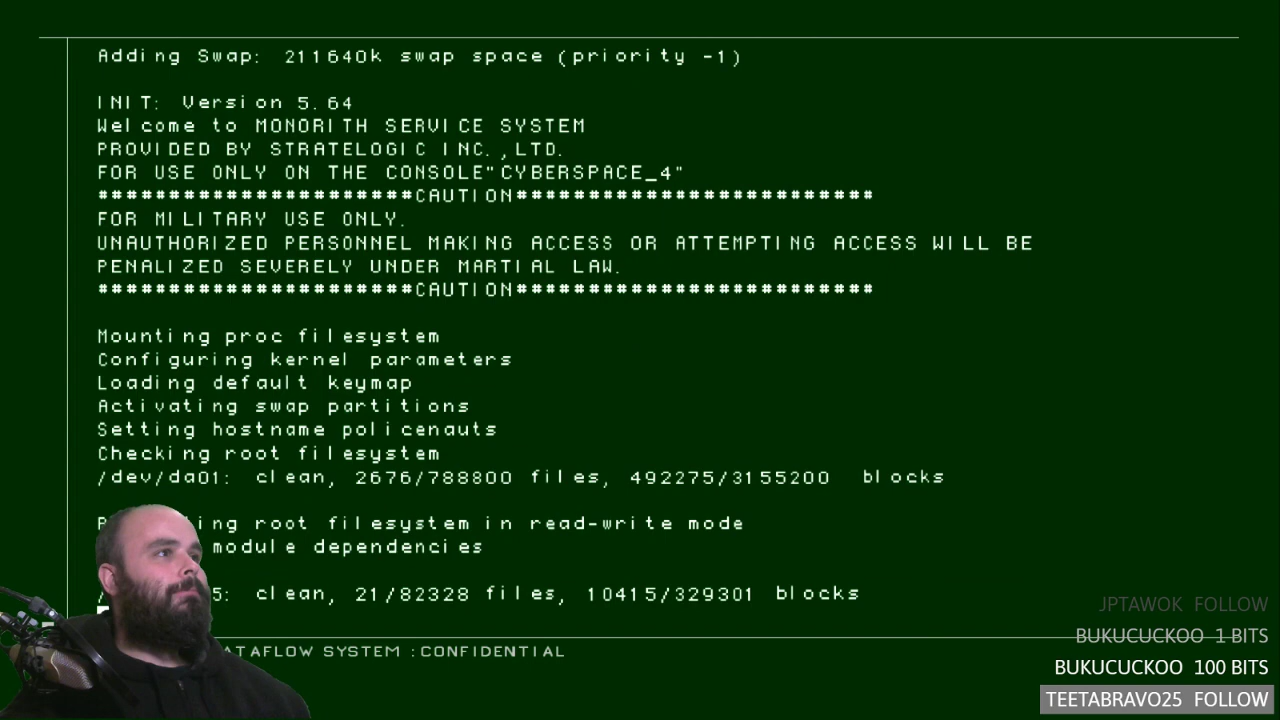 Adding Swap: 211640k swap space (priority -1)
INIT: Version 5.64
Welcome to MONORITH SERVICE SYSTEM
PROVIDED BY STRATELOGIC INC.,LTD.
FOR USE ONLY ON THE CONSOLE"CYBERSPACE_4"
######################CAUTION#########################
FOR MILITARY USE ONLY.
UNAUTHORIZED PERSONNEL MAKING ACCESS OR ATTEMPTING ACCESS WILL BE
PENALIZED SEVERELY UNDER MARTIAL LAW.
######################CAUTION#########################
Mounting proc filesystem
Configuring kernel parameters
Loading default keymap
Activating swap partitions
Setting hostname policenauts
Checking root filesystem
/dev/da01: clean, 2676/788800 files, 492275/3155200 blocks
ing root filesystem in read-write mode
module dependencies
5: clean, 21/82328 files, 10415/329301 blocks
ATAFLOW SYSTEM :CONFIDENTIAL
JPTAWOK FOLLOW
BUKUCUCKOO 1 BITS
BUKUCUCKOO 100 BITS
TEETABRAVO25 FOLLOW